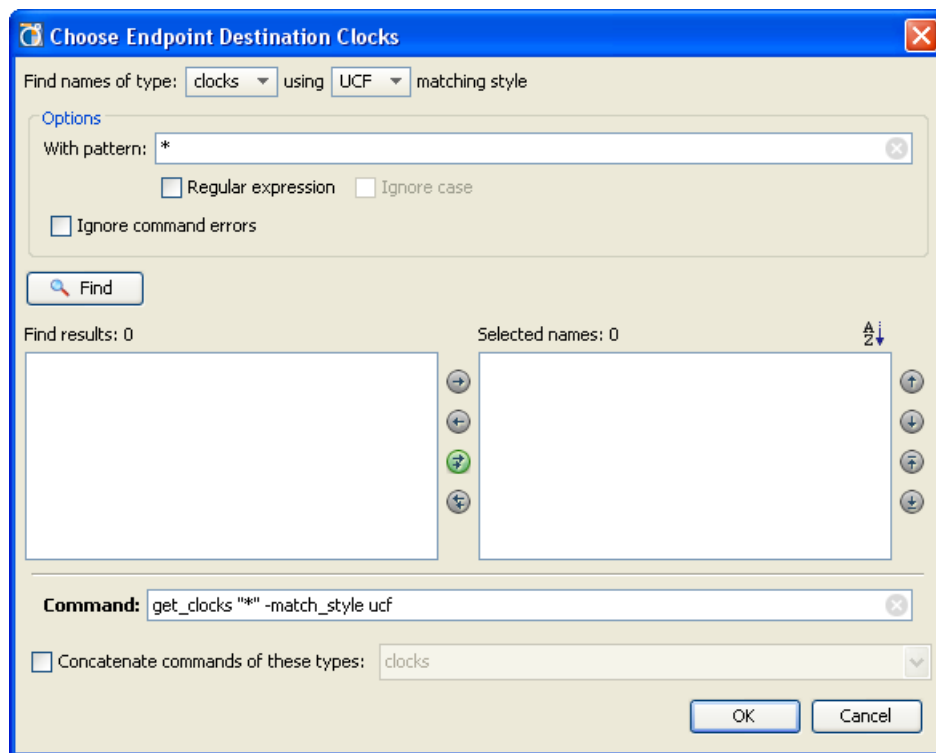 Choose Endpoint Destination Clocks
Find names of type: clocks using UCF matching style
Options
With pattern: *
Regular expression Ignore case
Ignore command errors
Find
Find results: 0 Selected names: 0 A Z
Command: get_clocks "*" -match_style ucf
Concatenate commands of these types: clocks
OK Cancel